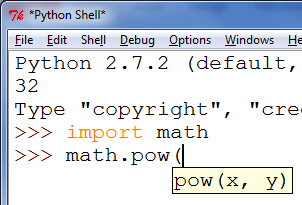 *Python Shell*
File Edit Shell Debug Options Windows
Python 2.7.2 (default,
32
Type "copyright", "cre
>>> import math
>>> math.pow(
pow(x, y)